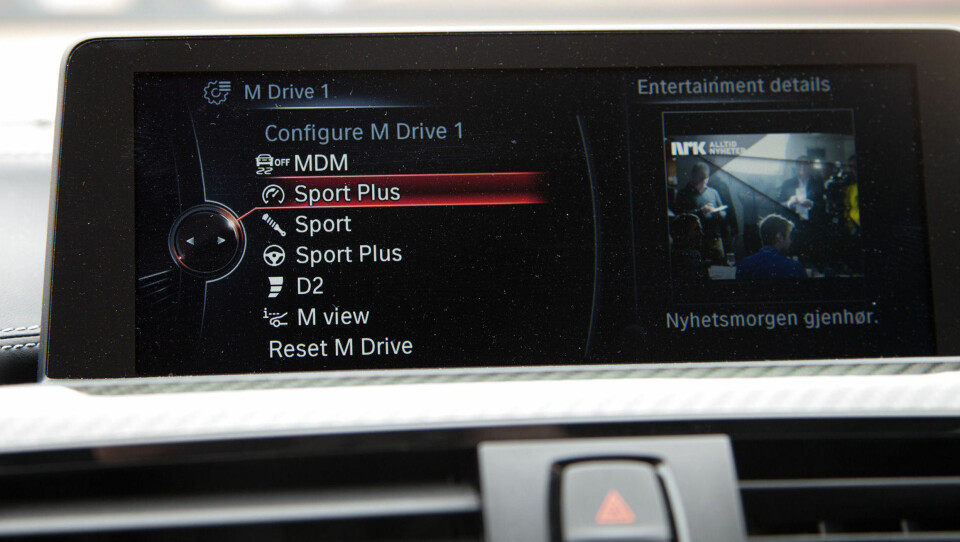 M Drive 1
Configure M Drive 1
OFF MDM
Sport Plus
Sport
Sport Plus
D2
M view
Reset M Drive
Entertainment details
NRK ALLTID
NYHETER
Nyhetsmorgen gjenhør.